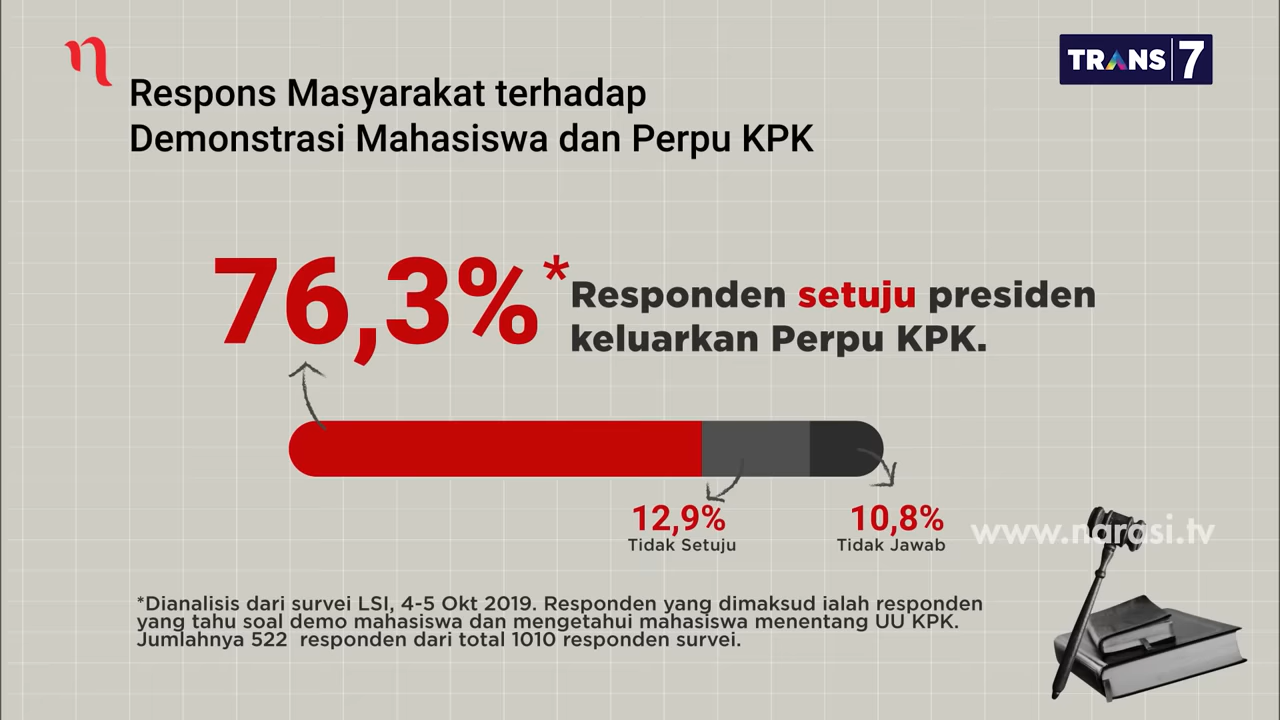 TRANS|7
Respons Masyarakat terhadap
Demonstrasi Mahasiswa dan Perpu KPK
76,3%*
Responden setuju presiden
keluarkan Perpu KPK.
12,9%
Tidak Setuju
10,8%
Tidak Jawab
www.narasi.tv
*Dianalisis dari survei LSI, 4-5 Okt 2019. Responden yang dimaksud ialah responden
yang tahu soal demo mahasiswa dan mengetahui mahasiswa menentang UU KPK.
Jumlahnya 522 responden dari total 1010 responden survei.